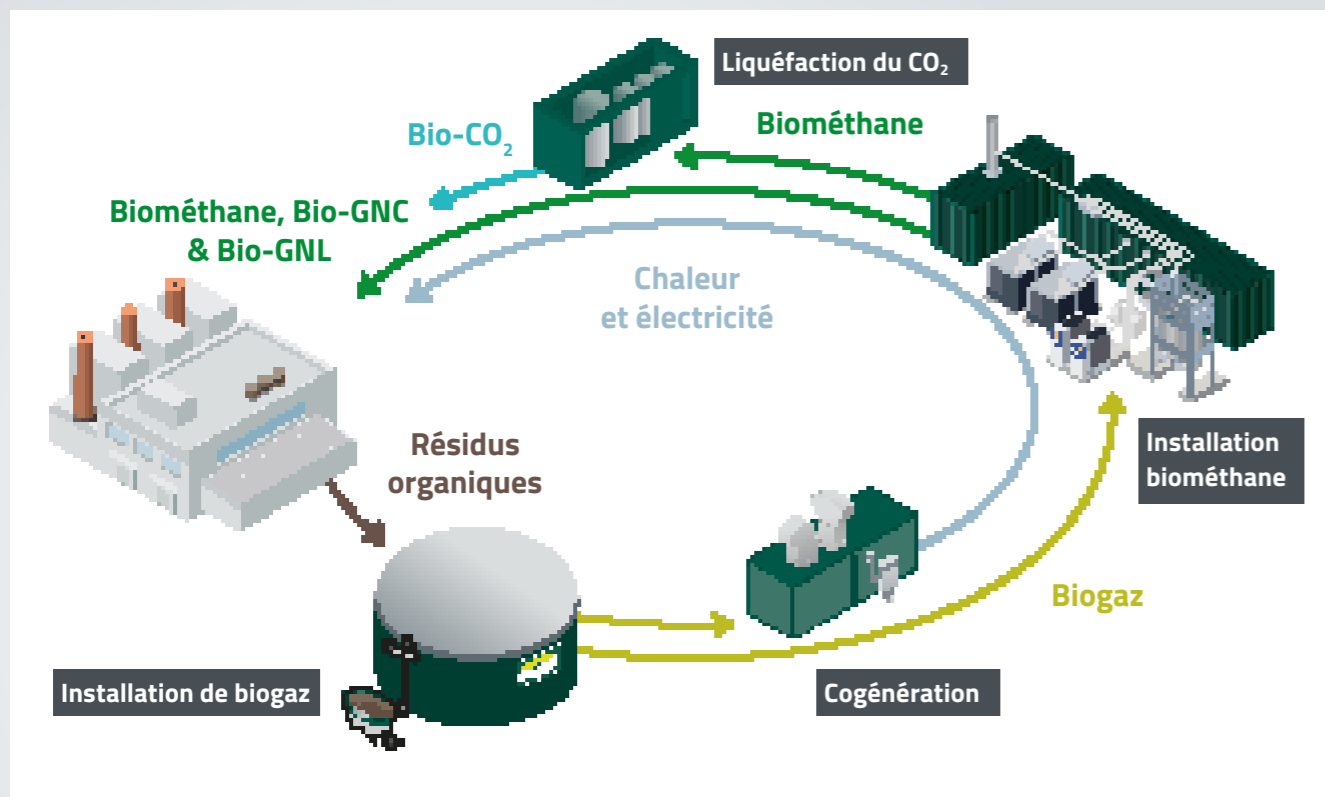 Liquéfaction du CO₂
Biométhane
Bio-CO₂
Biométhane, Bio-GNC
& Bio-GNL
Chaleur
et électricité
Résidus
organiques
Installation
biométhane
Biogaz
Installation de biogaz
Cogénération